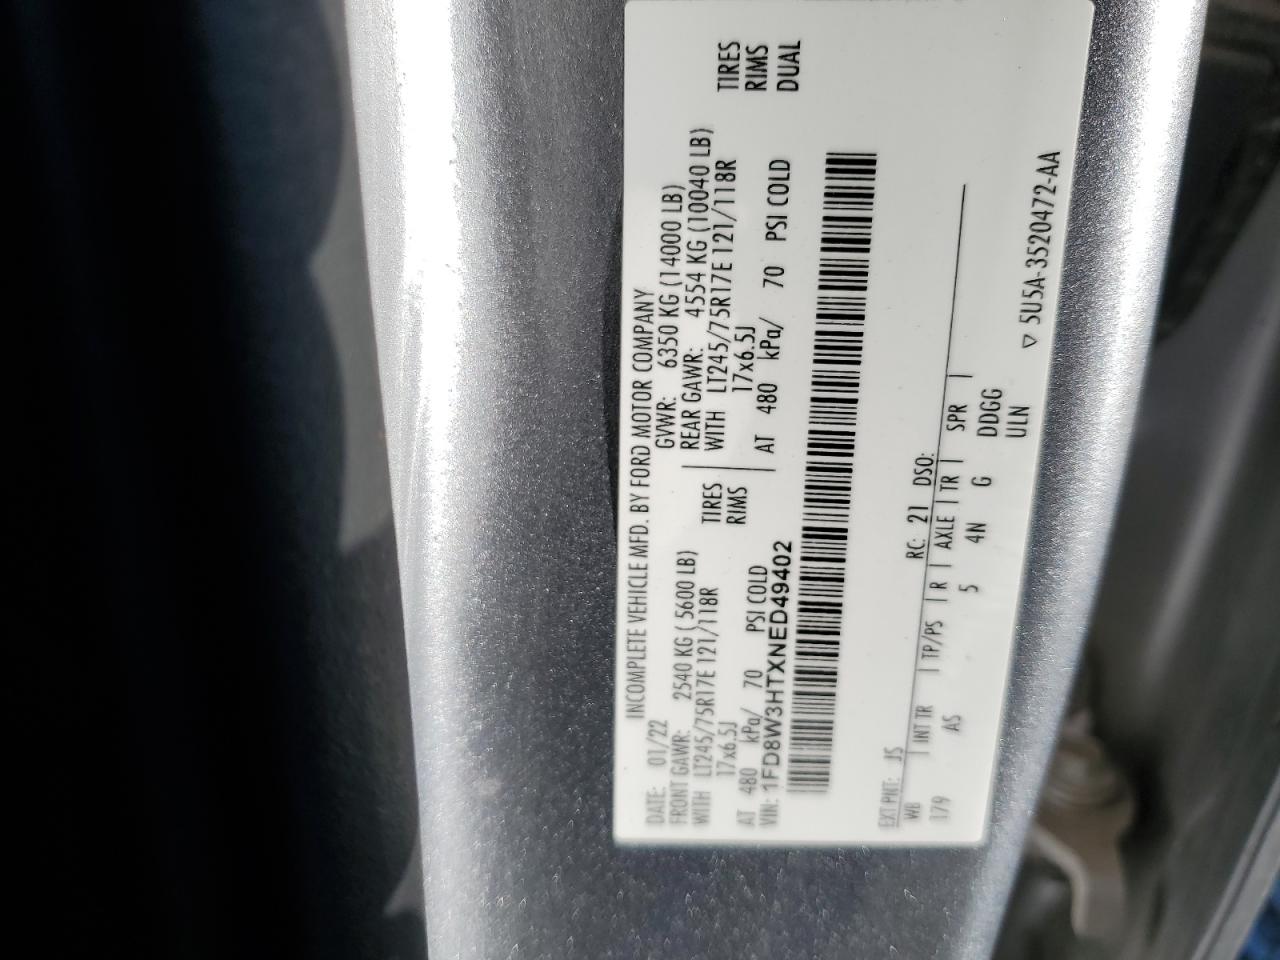 INCOMPLETE VEHICLE MFD. BY FORD MOTOR COMPANY
DATE: 01/22 GVWR: 6350 KG (14000 LB)
FRONT GAWR: 2540 KG ( 5600 LB) REAR GAWR: 4554 KG (10040 LB)
WITH LT245/75R17E 121/118R TIRES WITH LT245/75R17E 121/118R TIRES
17x6.5J RIMS 17x6.5J RIMS
AT 480 kPa/ 70 PSI COLD AT 480 kPa/ 70 PSI COLD DUAL
VIN: 1FD8W3HTXNED49402
EXT PNT: JS RC: 21 DSO:
WB INT TR TP/PS R AXLE TR SPR
179 AS 5 4N G DDGG
ULN
▽ 5U5A-3520472-AA